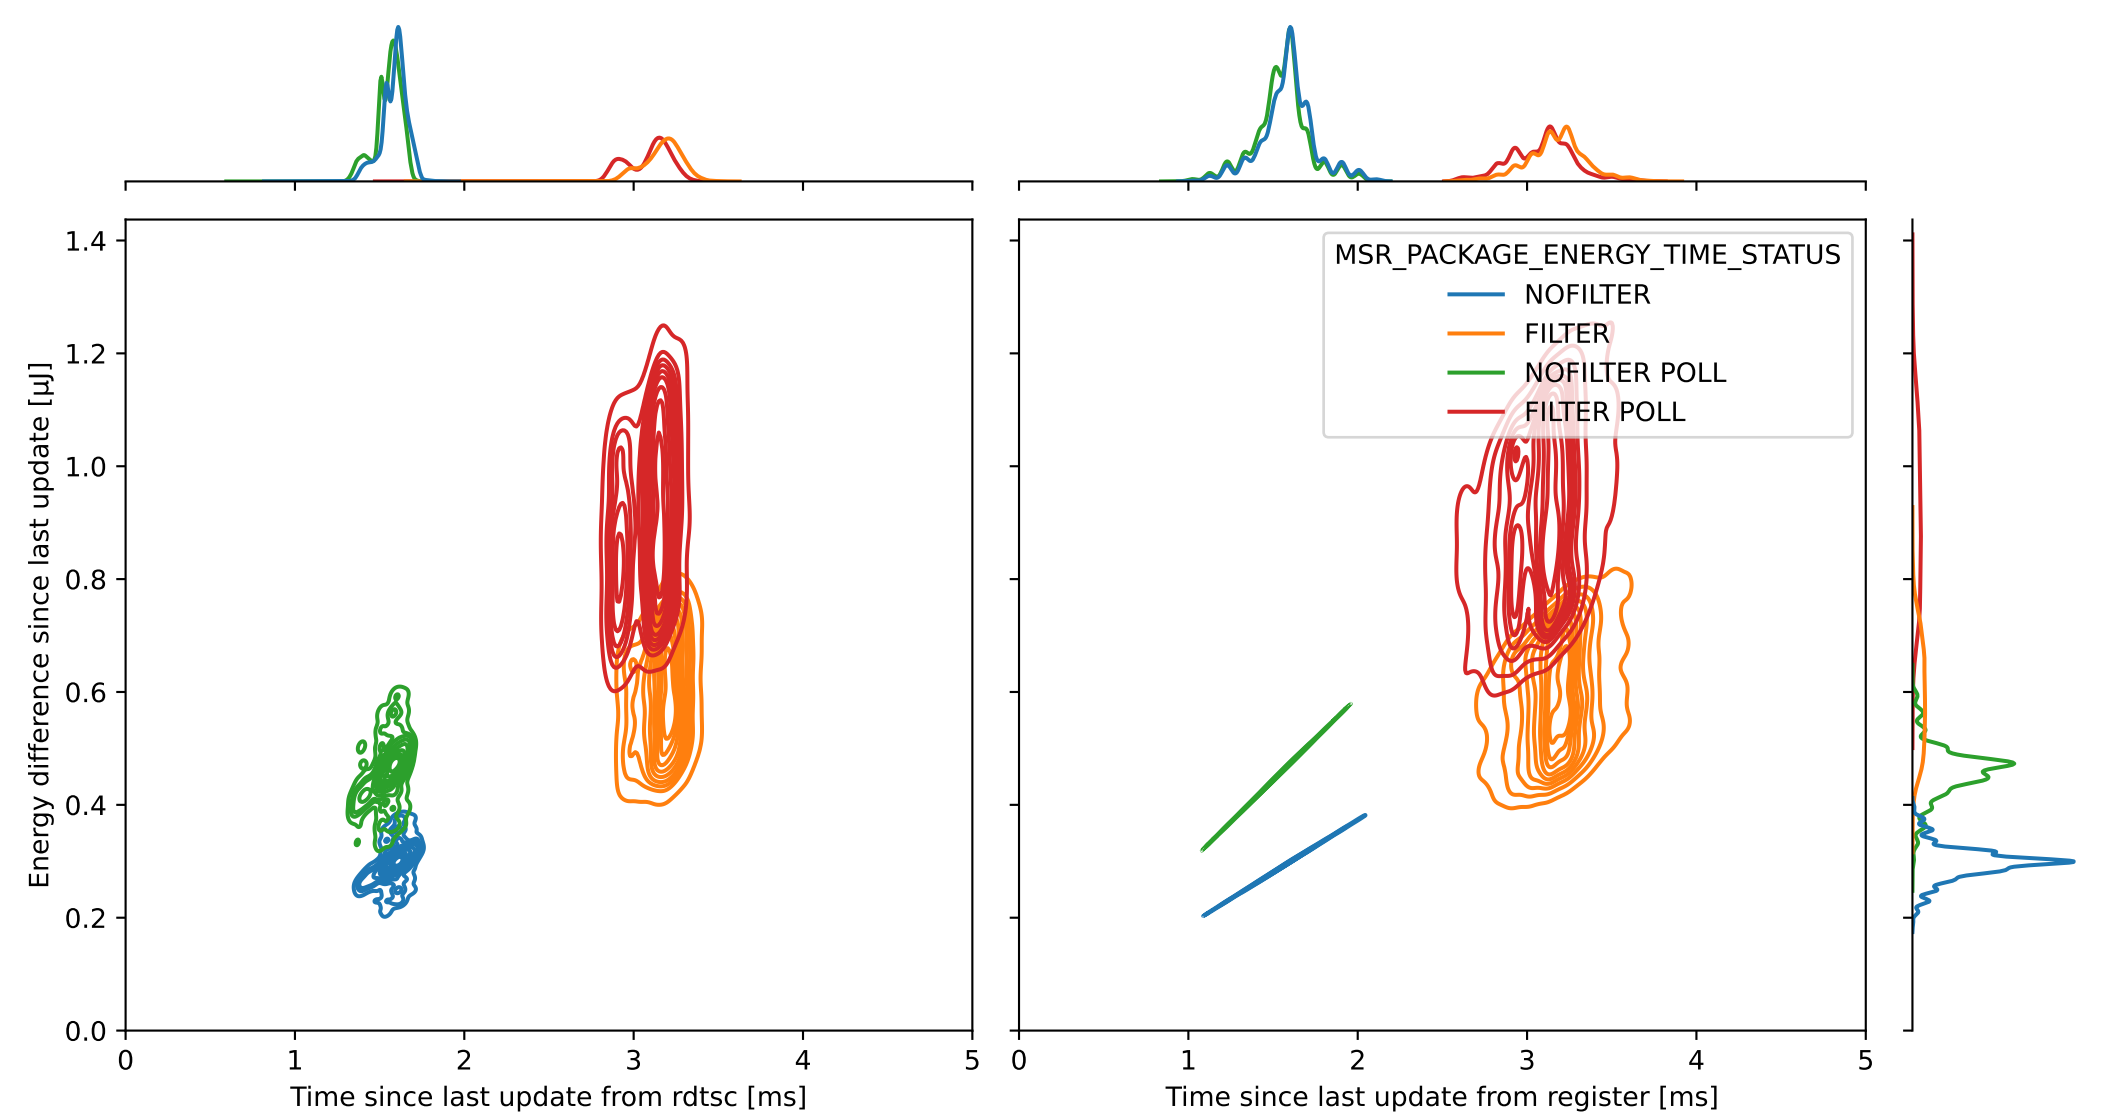 MSR_PACKAGE_ENERGY_TIME_STATUS
NOFILTER
FILTER
NOFILTER POLL
FILTER POLL
Energy difference since last update [µJ]
1.4
1.2
1.0
0.8
0.6
0.4
0.2
0.0
0 1 2 3 4 5
0 1 2 3 4 5
Time since last update from rdtsc [ms]
Time since last update from register [ms]